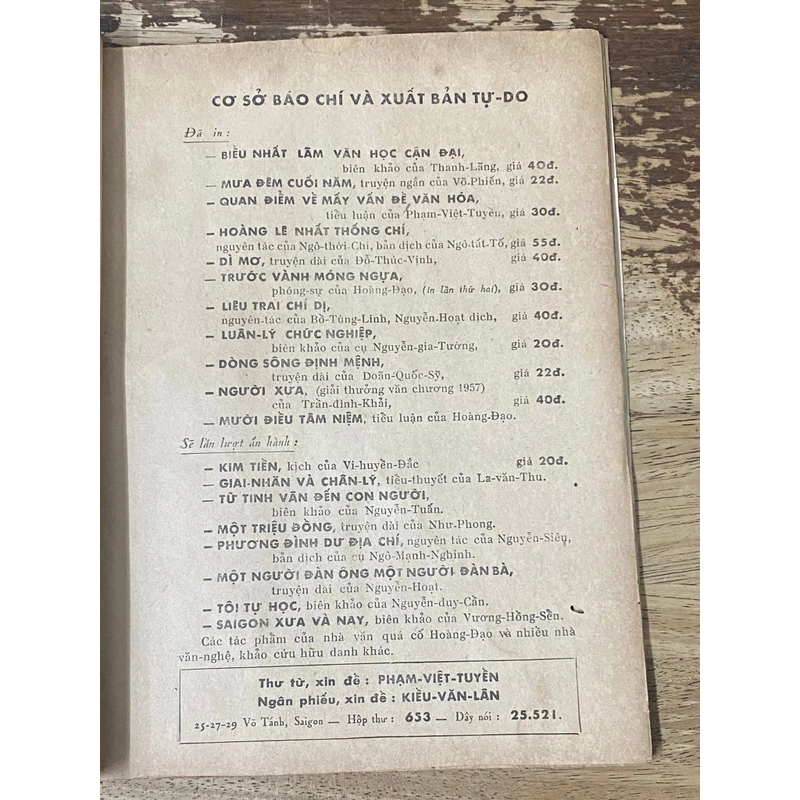 CƠ SỞ BÁO CHÍ VÀ XUẤT BẢN TỰ-DO
Đã in :
— BIỂU NHẤT LÃM VĂN HỌC CẬN ĐẠI,
biên khảo của Thanh-Lãng, giá 40đ.
— MƯA ĐÊM CUỐI NĂM, truyện ngắn của Võ-Phiến, giá 22đ.
— QUAN ĐIỂM VỀ MẤY VẤN ĐỀ VĂN HÓA,
tiểu luận của Phạm-Việt-Tuyền, giá 30đ.
— HOÀNG LÊ NHẤT THỐNG CHÍ,
nguyên tác của Ngô-thời-Chí, bản dịch của Ngô-tất-Tố, giá 55đ.
— DÌ MƠ, truyện dài của Đỗ-Thúc-Vịnh, giá 40đ.
— TRƯỚC VÀNH MÓNG NGỰA,
phóng-sự của Hoàng-Đạo, (in lần thứ hai), giá 30đ.
— LIÊU TRAI CHÍ DỊ,
nguyên-tác của Bồ-Tùng-Linh, Nguyễn-Hoạt dịch, giá 40đ.
— LUÂN-LÝ CHỨC NGHIỆP,
biên khảo của cụ Nguyễn-gia-Tường, giá 20đ.
— DÒNG SÔNG ĐỊNH MỆNH,
truyện dài của Doãn-Quốc-Sỹ, giá 22đ.
— NGƯỜI XƯA, (giải thưởng văn chương 1957)
của Trần-đình-Khải, giá 40đ.
— MƯỜI ĐIỀU TÂM NIỆM, tiểu luận của Hoàng-Đạo.
Sẽ lần lượt ấn hành :
— KIM TIỀN, kịch của Vi-huyền-Đắc giá 20đ.
— GIAI-NHÂN VÀ CHÂN-LÝ, tiểu-thuyết của La-văn-Thu.
— TỪ TINH VÂN ĐẾN CON NGƯỜI,
biên khảo của Nguyễn-Tuấn.
— MỘT TRIỆU ĐỒNG, truyện dài của Như-Phong.
— PHƯƠNG ĐÌNH DƯ ĐỊA CHÍ, nguyên tác của Nguyễn-Siêu,
bản dịch của cụ Ngô-Mạnh-Nghinh.
— MỘT NGƯỜI ĐÀN ÔNG MỘT NGƯỜI ĐÀN BÀ,
truyện dài của Nguyễn-Hoạt.
— TÔI TỰ HỌC, biên khảo của Nguyễn-duy-Cần.
— SAIGON XƯA VÀ NAY, biên khảo của Vương-Hồng-Sển.
Các tác phẩm của nhà văn quá cố Hoàng-Đạo và nhiều nhà
văn-nghệ, khảo cứu hữu danh khác.
Thư từ, xin đề : PHẠM-VIỆT-TUYỀN
Ngân phiếu, xin đề : KIỀU-VĂN-LÂN
25-27-29 Võ Tánh, Saigon — Hộp thư : 653 — Dây nói : 25.521.